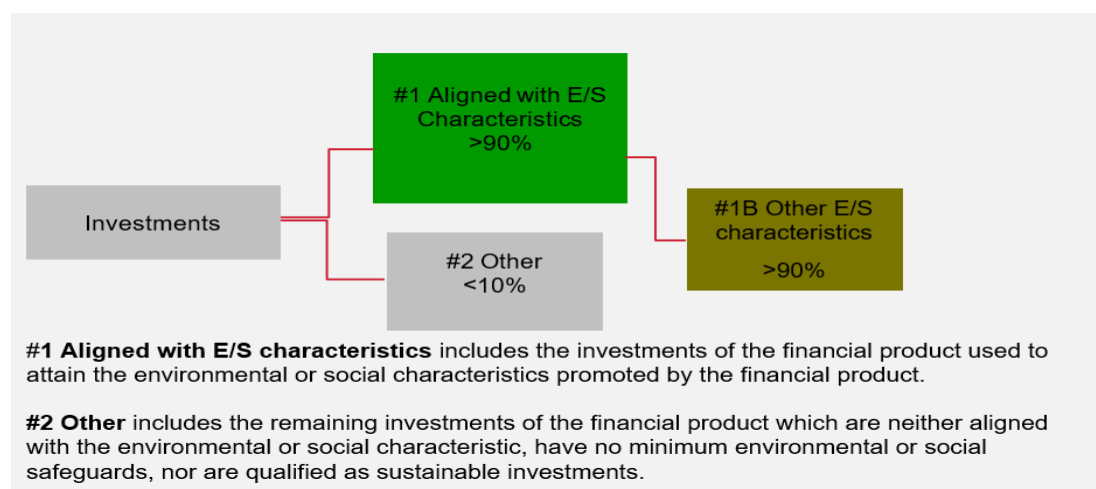 #1 Aligned with E/S
Characteristics
>90%
Investments
#1B Other E/S
characteristics
>90%
#2 Other
<10%
#1 Aligned with E/S characteristics includes the investments of the financial product used to
attain the environmental or social characteristics promoted by the financial product.
#2 Other includes the remaining investments of the financial product which are neither aligned
with the environmental or social characteristic, have no minimum environmental or social
safeguards, nor are qualified as sustainable investments.